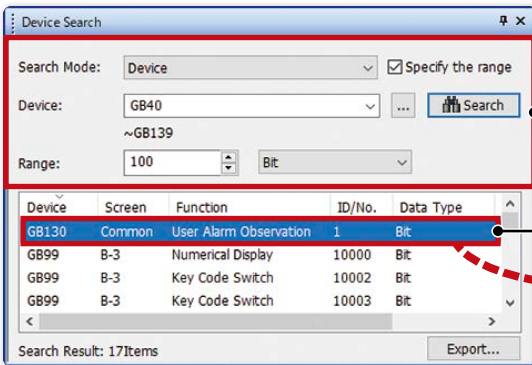 Device Search
Search Mode: Device Specify the range
Device: GB40 ... Search
~GB139
Range: 100 Bit
Device Screen Function ID/No. Data Type
GB130 Common User Alarm Observation 1 Bit
GB99 B-3 Numerical Display 10000 Bit
GB99 B-3 Key Code Switch 10002 Bit
GB99 B-3 Key Code Switch 10003 Bit
Search Result: 17Items Export...